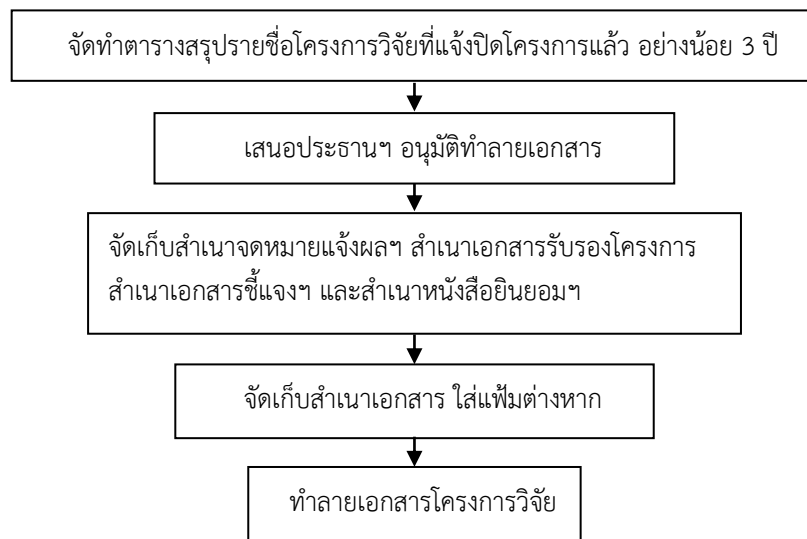 จัดทำตารางสรุปรายชื่อโครงการวิจัยที่แจ้งปิดโครงการแล้ว อย่างน้อย 3 ปี
เสนอประธานฯ อนุมัติทำลายเอกสาร
จัดเก็บสำเนาจดหมายแจ้งผลฯ สำเนาเอกสารรับรองโครงการ
สำเนาเอกสารชี้แจงฯ และสำเนาหนังสือยินยอมฯ
จัดเก็บสำเนาเอกสาร ใส่แฟ้มต่างหาก
ทำลายเอกสารโครงการวิจัย